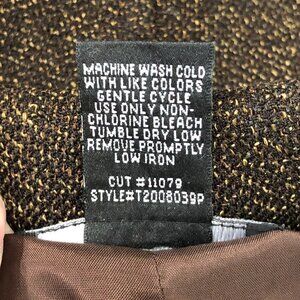 MACHINE WASH COLD
WITH LIKE COLORS
GENTLE CYCLE
USE ONLY NON-
CHLORINE BLEACH
TUMBLE DRY LOW
REMOVE PROMPTLY
LOW IRON
CUT #11079
STYLE#T2008039P